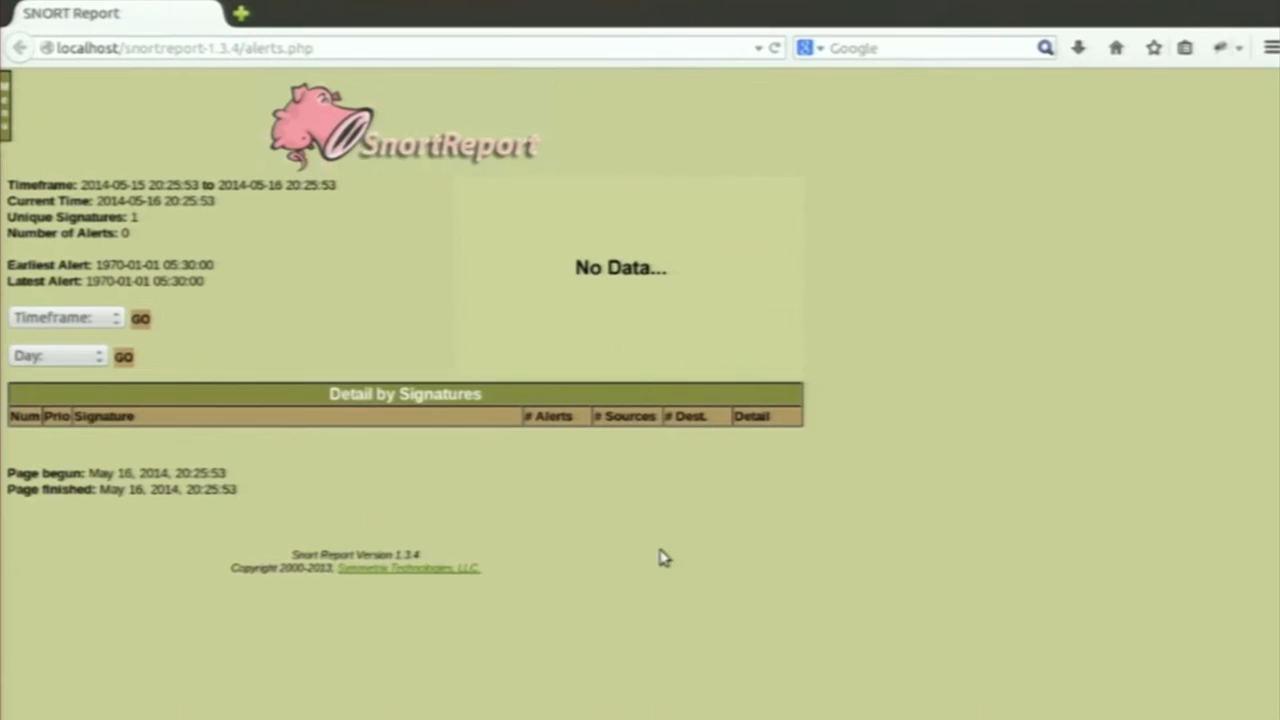 SNORT Report
localhost/snortreport-1.3.4/alerts.php
Google
Menu
SnortReport
Timeframe: 2014-05-15 20:25:53 to 2014-05-16 20:25:53
Current Time: 2014-05-16 20:25:53
Unique Signatures: 1
Number of Alerts: 0
No Data...
Earliest Alert: 1970-01-01 05:30:00
Latest Alert: 1970-01-01 05:30:00
Timeframe: GO
Day: GO
Detail by Signatures
Num Prio Signature # Alerts # Sources # Dest. Detail
Page begun: May 16, 2014, 20:25:53
Page finished: May 16, 2014, 20:25:53
Snort Report Version 1.3.4
Copyright 2000-2013, Symmetrix Technologies, LLC.